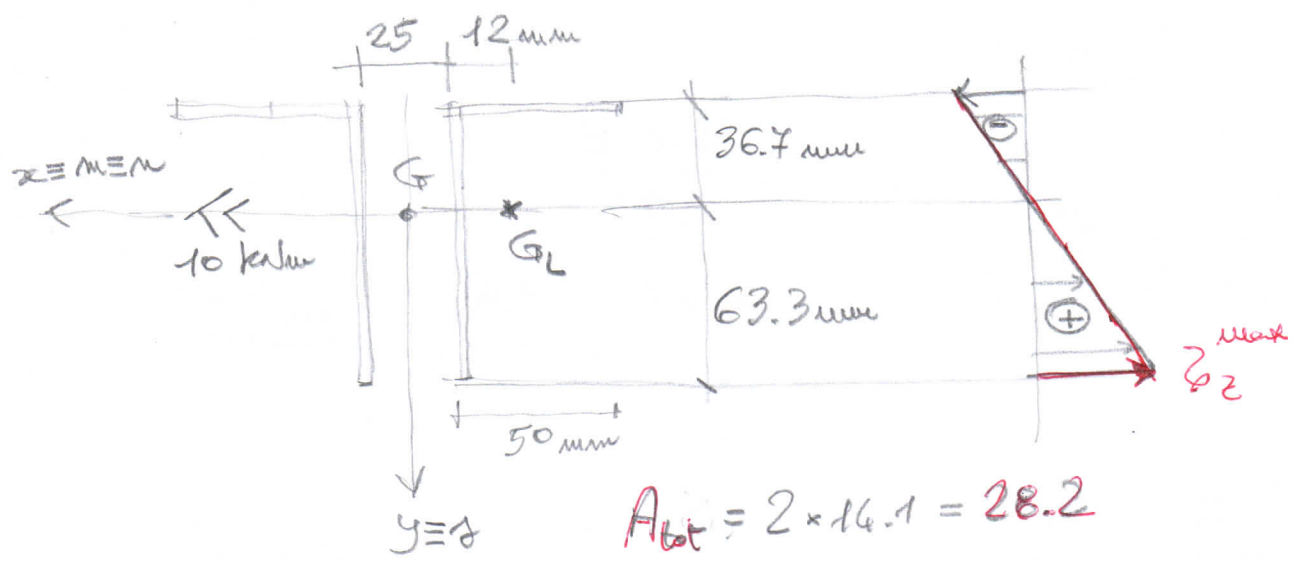 25 12 mm
36.7 mm
x≡m≡n
G
10 kNm
G_L
⊖
63.3 mm
⊕
σ_z^max
50 mm
y≡s
A_tot = 2 × 14.1 = 28.2